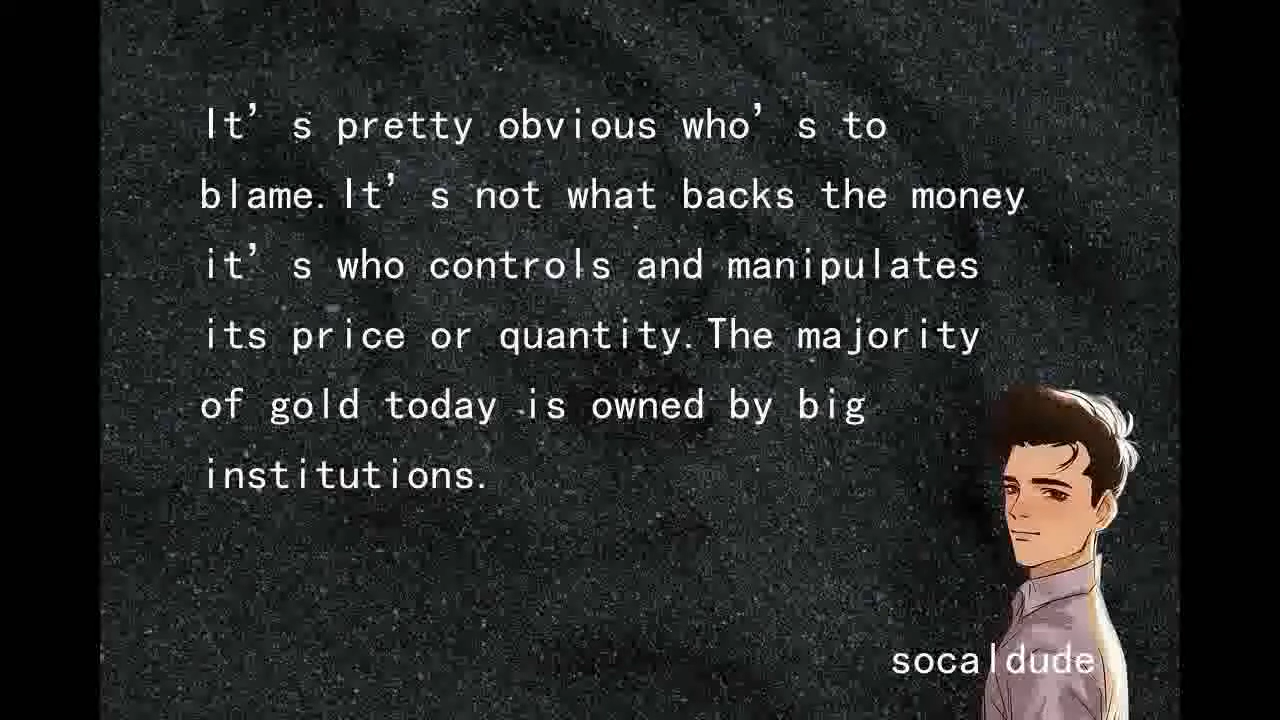 It’s pretty obvious who’s to
blame.It’s not what backs the money
it’s who controls and manipulates
its price or quantity.The majority
of gold today is owned by big
institutions.
socaldude